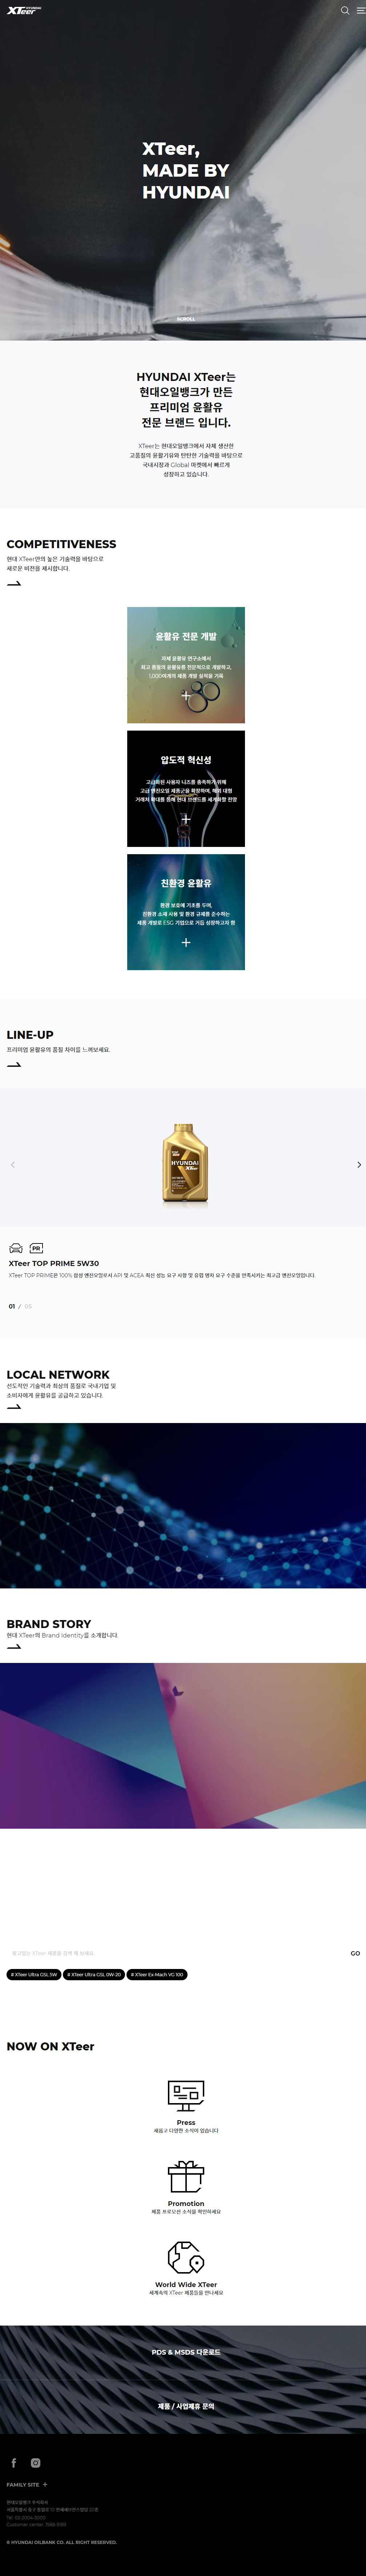 XTeer HYUNDAI
XTeer,
MADE BY
HYUNDAI
SCROLL
HYUNDAI XTeer는
현대오일뱅크가 만든
프리미엄 윤활유
전문 브랜드 입니다.
XTeer는 현대오일뱅크에서 자체 생산한
고품질의 윤활기유와 탄탄한 기술력을 바탕으로
국내시장과 Global 마켓에서 빠르게
성장하고 있습니다.
COMPETITIVENESS
현대 XTeer만의 높은 기술력을 바탕으로
새로운 비전을 제시합니다.
윤활유 전문 개발
자체 윤활유 연구소에서
최고 품질의 윤활유를 전문적으로 개발하고,
1,000여개의 제품 개발 실적을 기록
압도적 혁신성
고급화된 사용자 니즈를 충족하기 위해
고급 엔진오일 제품군을 확장하며, 해외 대형
거래처 확대를 통해 현대 브랜드를 세계화할 전망
친환경 윤활유
환경 보호에 기초를 두며,
친환경 소재 사용 및 환경 규제를 준수하는
제품 개발로 ESG 기업으로 거듭 성장하고자 함
LINE-UP
프리미엄 윤활유의 품질 차이를 느껴보세요.
HYUNDAI
XTeer
PR
XTeer TOP PRIME 5W30
XTeer TOP PRIME은 100% 합성 엔진오일로서 API 및 ACEA 최신 성능 요구 사항 및 유럽 벤츠 요구 수준을 만족시키는 최고급 엔진오일입니다.
01 / 05
LOCAL NETWORK
선도적인 기술력과 최상의 품질로 국내기업 및
소비자에게 윤활유를 공급하고 있습니다.
BRAND STORY
현대 XTeer의 Brand Identity를 소개합니다.
찾고있는 XTeer 제품을 검색 해 보세요.
GO
# XTeer Ultra GSL 5W
# XTeer Ultra GSL 0W-20
# XTeer Ex-Mach VG 100
NOW ON XTeer
Press
새롭고 다양한 소식이 있습니다
Promotion
제품 프로모션 소식을 확인하세요
World Wide XTeer
세계속의 XTeer 제품들을 만나세요
PDS & MSDS 다운로드
제품 / 사업제휴 문의
FAMILY SITE +
현대오일뱅크 주식회사
Tel: 02-2004-3000
Customer center: 1588-5189
© HYUNDAI OILBANK CO. ALL RIGHT RESERVED.